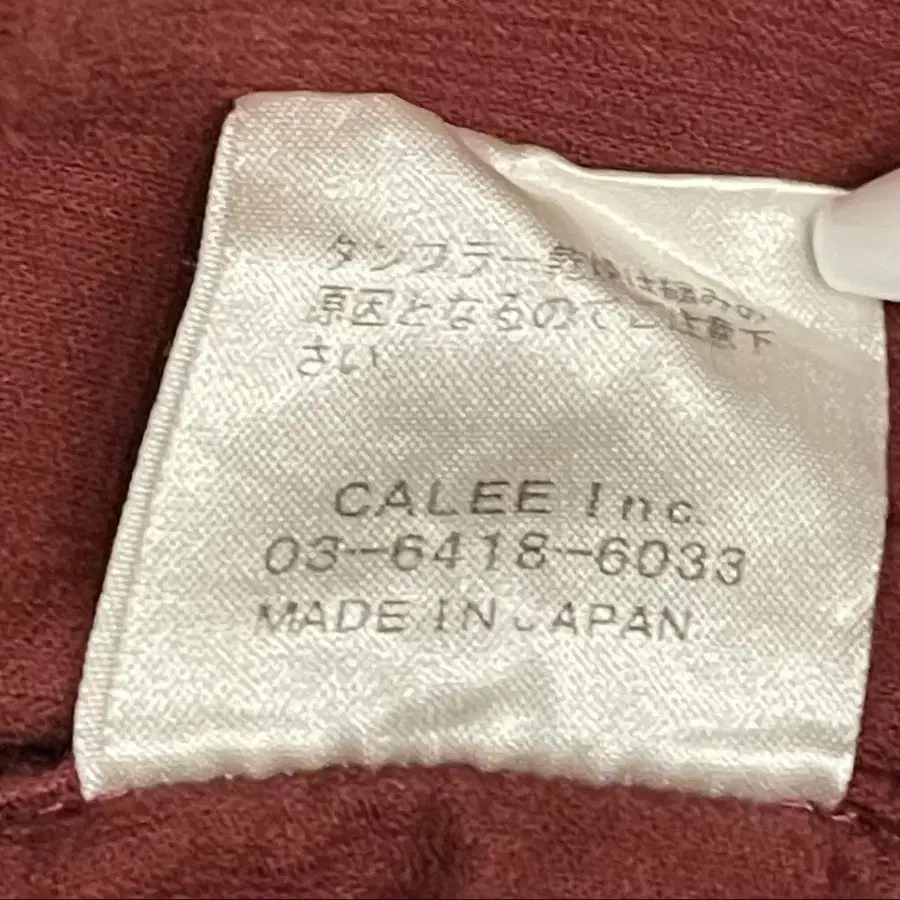 タンブラー乾燥は縮みの
原因となるのでご注意下
さい
CALEE Inc.
03-6418-6033
MADE IN JAPAN